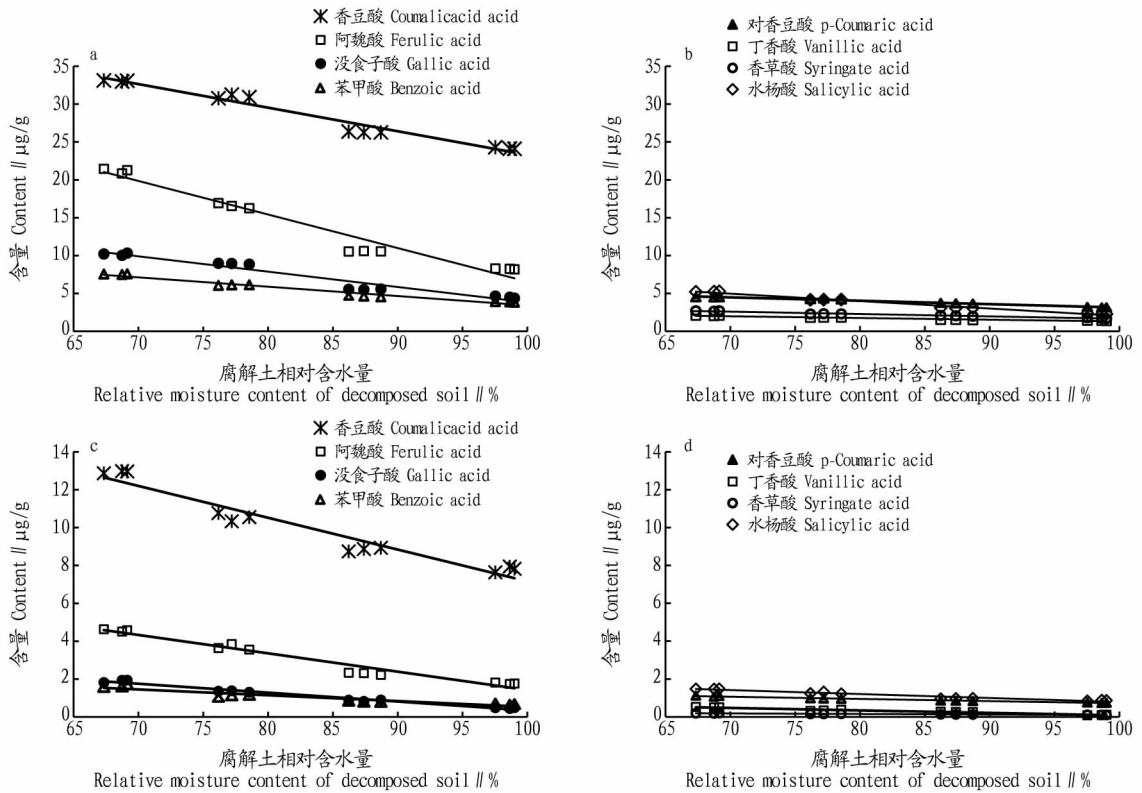 a
香豆酸 Coumalicacid acid
阿魏酸 Ferulic acid
没食子酸 Gallic acid
苯甲酸 Benzoic acid
35
30
25
20
15
10
5
0
含量 Content // μg/g
65 70 75 80 85 90 95 100
腐解土相对含水量
Relative moisture content of decomposed soil // %
b
对香豆酸 p-Coumaric acid
丁香酸 Vanillic acid
香草酸 Syringate acid
水杨酸 Salicylic acid
35
30
25
20
15
10
5
0
含量 Content // μg/g
65 70 75 80 85 90 95 100
腐解土相对含水量
Relative moisture content of decomposed soil // %
c
香豆酸 Coumalicacid acid
阿魏酸 Ferulic acid
没食子酸 Gallic acid
苯甲酸 Benzoic acid
14
12
10
8
6
4
2
0
含量 Content // μg/g
65 70 75 80 85 90 95 100
腐解土相对含水量
Relative moisture content of decomposed soil // %
d
对香豆酸 p-Coumaric acid
丁香酸 Vanillic acid
香草酸 Syringate acid
水杨酸 Salicylic acid
14
12
10
8
6
4
2
0
含量 Content // μg/g
65 70 75 80 85 90 95 100
腐解土相对含水量
Relative moisture content of decomposed soil // %